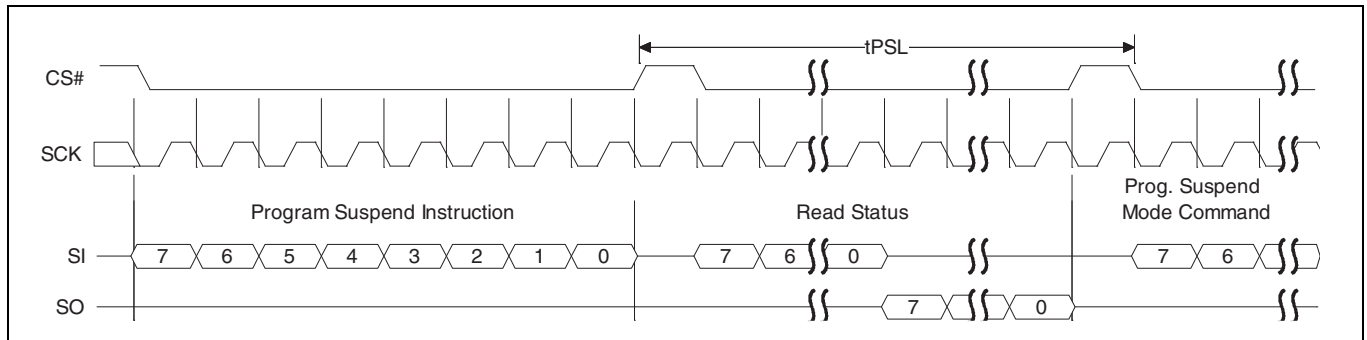 tPSL
CS#
SCK
Prog. Suspend
Program Suspend Instruction Read Status Mode Command
SI 7 6 5 4 3 2 1 0 7 6 0 7 6
SO 7 0